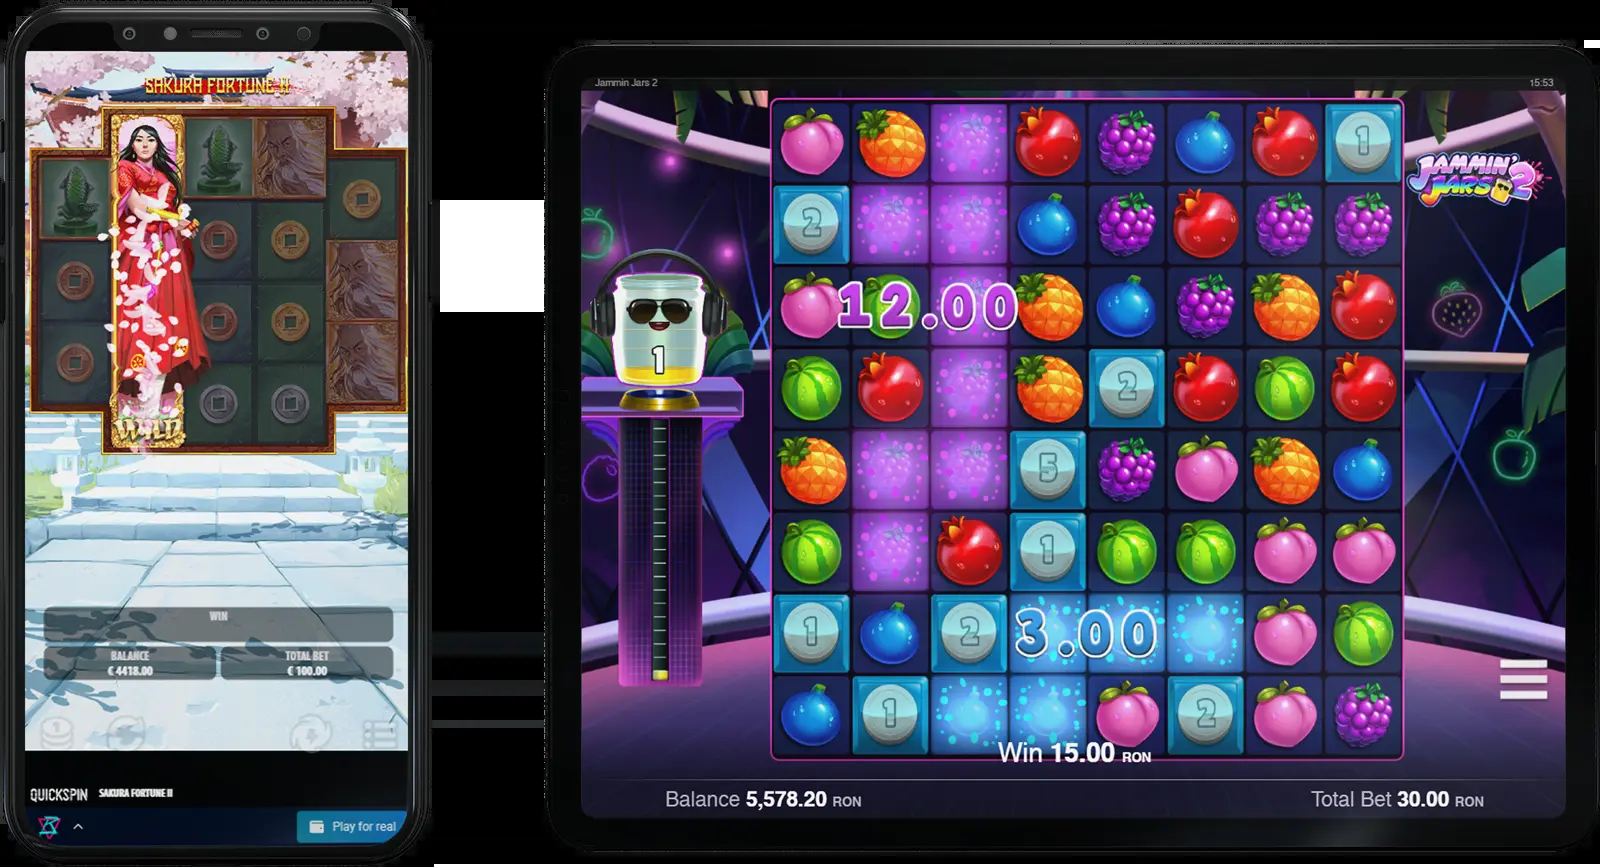 SAKURA FORTUNE II
WILD
WIN
BALANCE
€ 4418.00
TOTAL BET
€ 100.00
1
QUICKSPIN SAKURA FORTUNE II
Play for real
Jammin Jars 2
15:53
JAMMIN' JARS 2
1
2
12.00
1
2
5
1
1
2
3.00
1
2
Win 15.00 RON
Balance 5,578.20 RON
Total Bet 30.00 RON